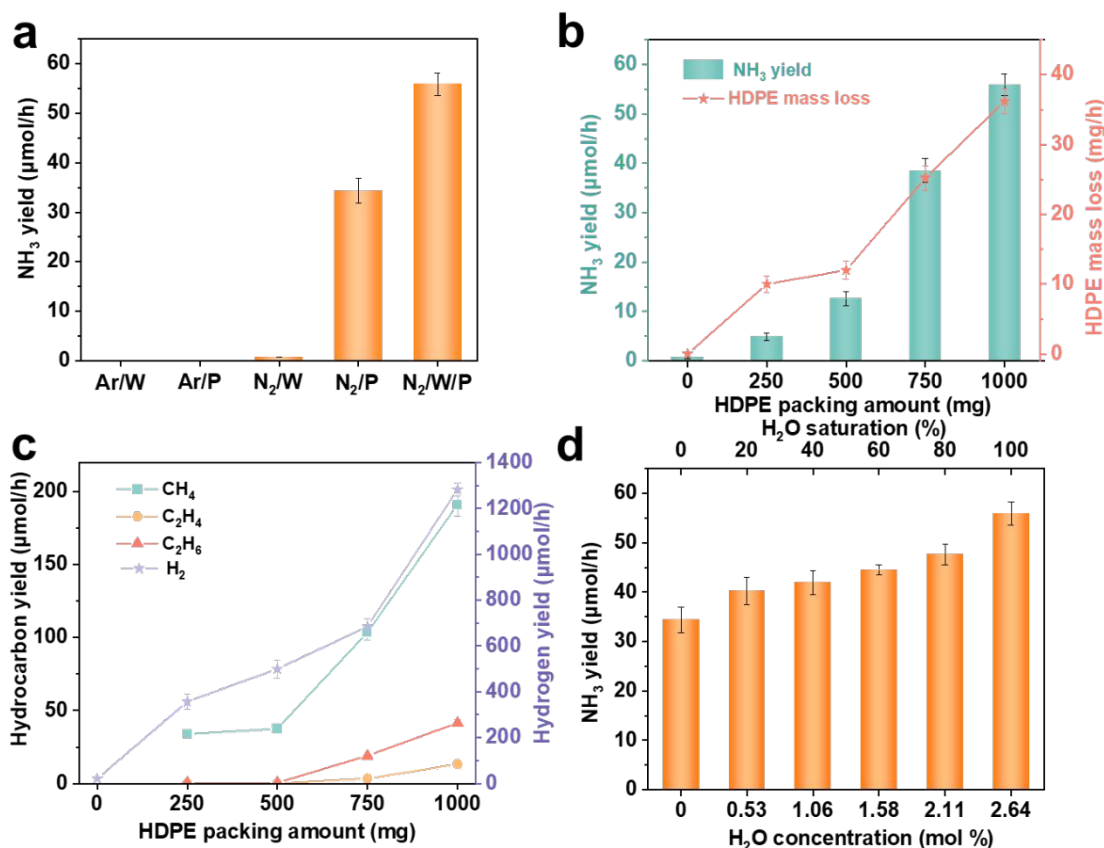 a
NH₃ yield (μmol/h)
60
50
40
30
20
10
0
Ar/W Ar/P N₂/W N₂/P N₂/W/P
b
NH₃ yield
HDPE mass loss
NH₃ yield (μmol/h)
60
50
40
30
20
10
0
HDPE mass loss (mg/h)
40
30
20
10
0
0 250 500 750 1000
HDPE packing amount (mg)
c
CH₄
C₂H₄
C₂H₆
H₂
Hydrocarbon yield (μmol/h)
200
150
100
50
0
Hydrogen yield (μmol/h)
1400
1200
1000
800
600
400
200
0
0 250 500 750 1000
HDPE packing amount (mg)
d
H₂O saturation (%)
0 20 40 60 80 100
NH₃ yield (μmol/h)
60
50
40
30
60
10
0
0 0.53 1.06 1.58 2.11 2.64
H₂O concentration (mol %)